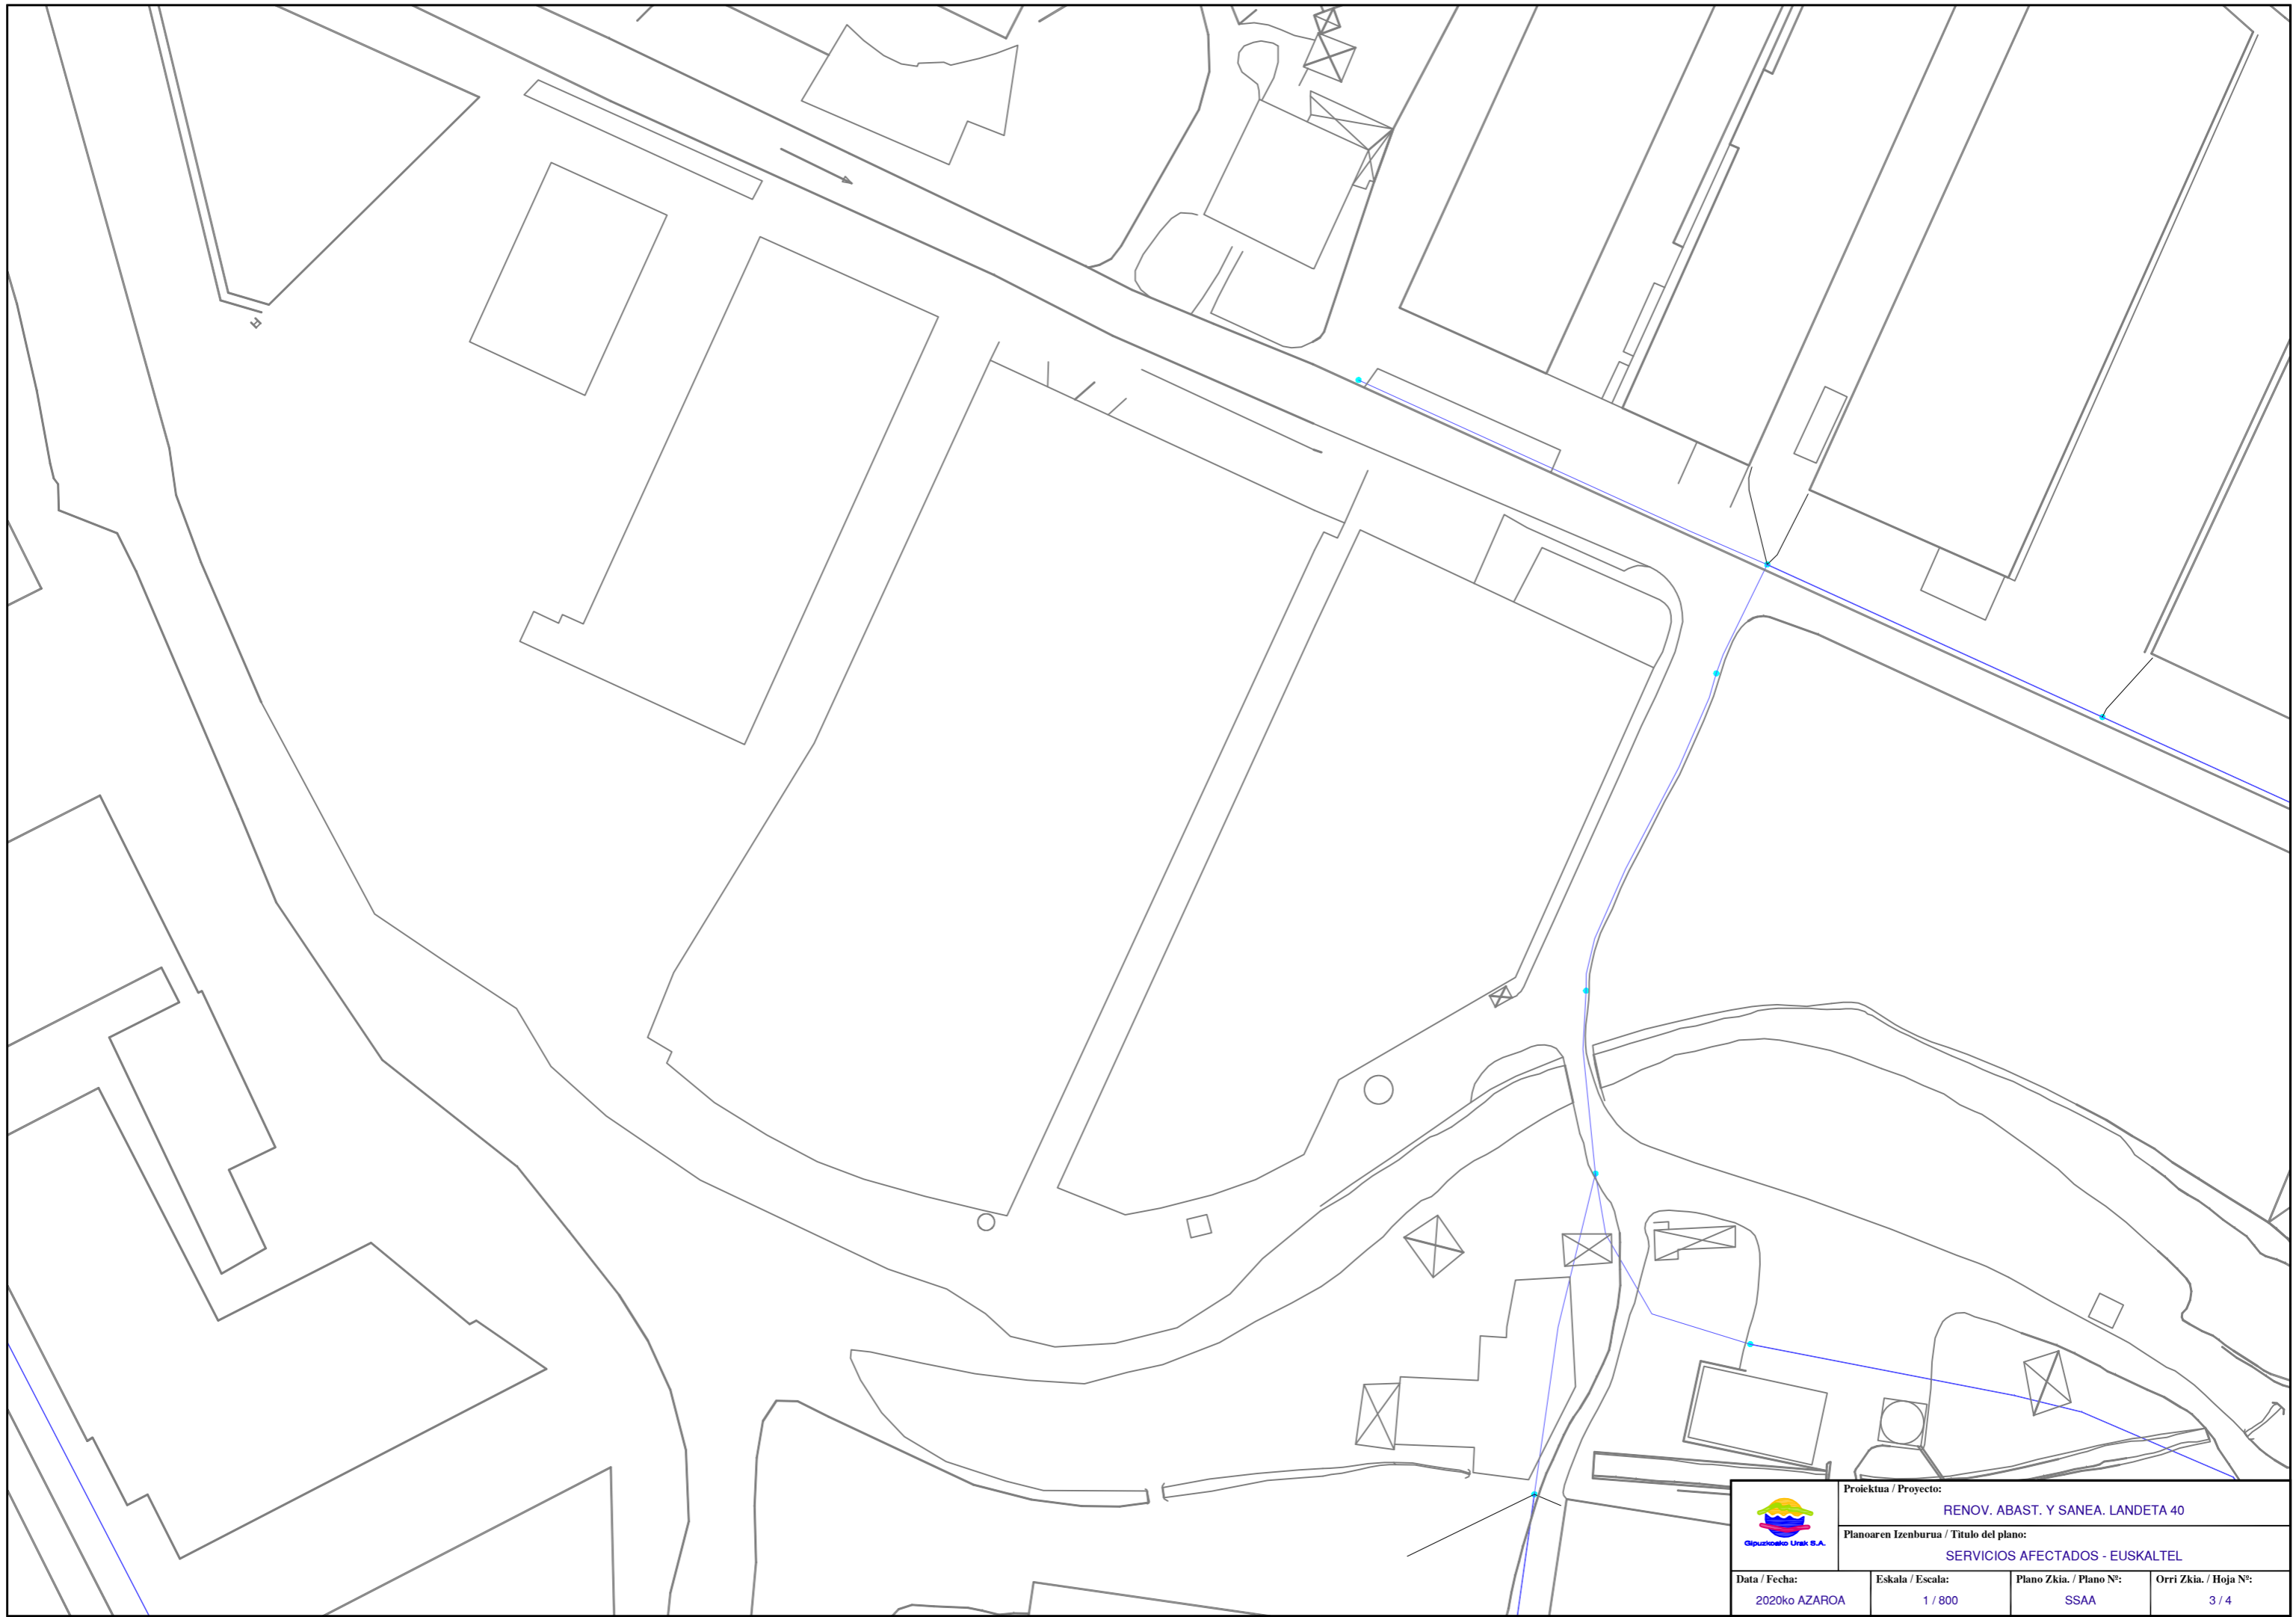 Gipuzkoako Urak S.A.
Proiektua / Proyecto:
RENOV. ABAST. Y SANEA. LANDETA 40
Planoaren Izenburua / Titulo del plano:
SERVICIOS AFECTADOS - EUSKALTEL
Data / Fecha:
2020ko AZAROA
Eskala / Escala:
1 / 800
Plano Zkia. / Plano Nº:
SSAA
Orri Zkia. / Hoja Nº:
3 / 4